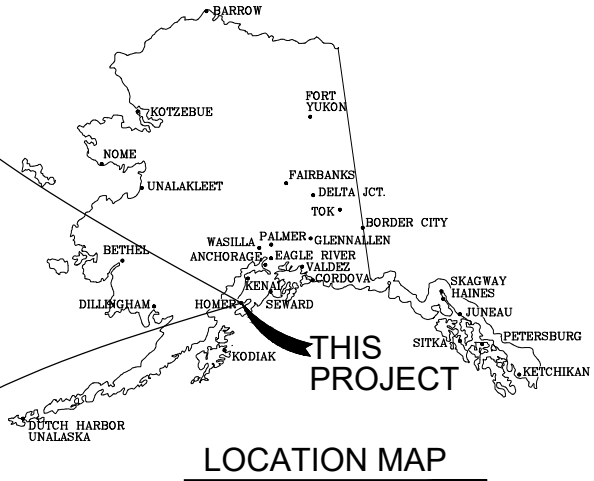 BARROW
FORT
YUKON
KOTZEBUE
NOME
FAIRBANKS
UNALAKLEET
DELTA JCT.
TOK
BORDER CITY
WASILLA
PALMER
GLENNALLEN
BETHEL
ANCHORAGE
EAGLE RIVER
VALDEZ
CORDOVA
KENAI
SKAGWAY
HAINES
DILLINGHAM
HOMER
SEWARD
JUNEAU
THIS
PROJECT
SITKA
PETERSBURG
KODIAK
KETCHIKAN
DUTCH HARBOR
UNALASKA
LOCATION MAP